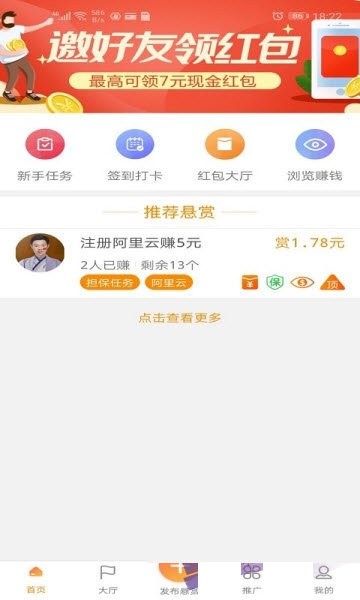 18:22
邀好友领红包
最高可领7元现金红包
新手任务 签到打卡 红包大厅 浏览赚钱
推荐悬赏
注册阿里云赚5元 赏1.78元
2人已赚 剩余13个
担保任务 阿里云 保 顶
点击查看更多
首页 大厅 发布悬赏 推广 我的